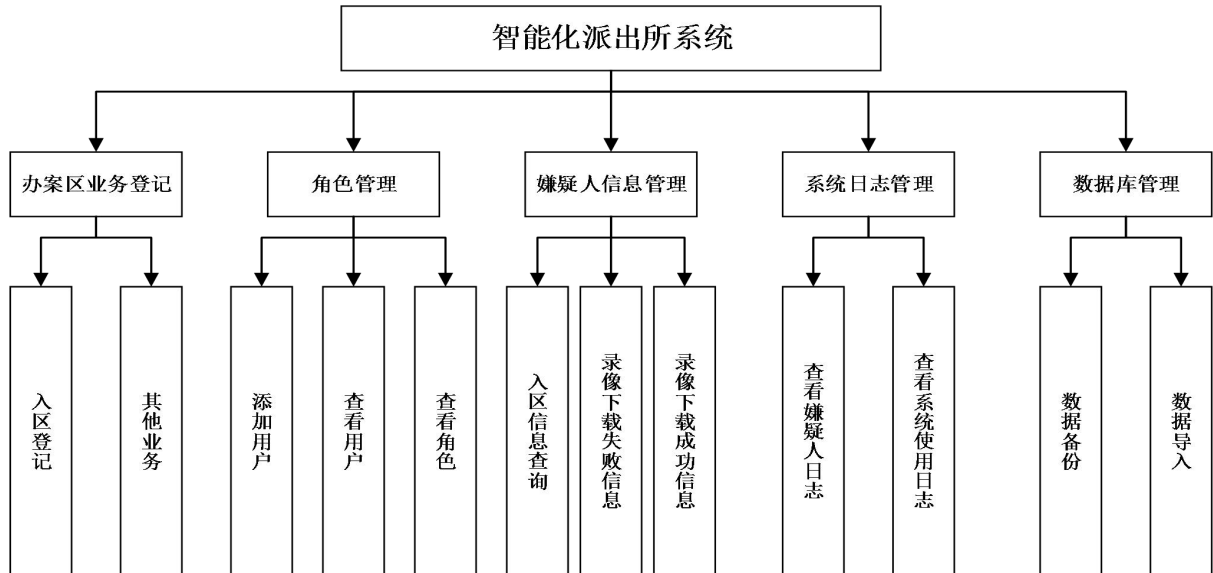 智能化派出所系统
办案区业务登记
角色管理
嫌疑人信息管理
系统日志管理
数据库管理
入区登记
其他业务
添加用户
查看用户
查看角色
入区信息查询
录像下载失败信息
录像下载成功信息
查看嫌疑人日志
查看系统使用日志
数据备份
数据导入